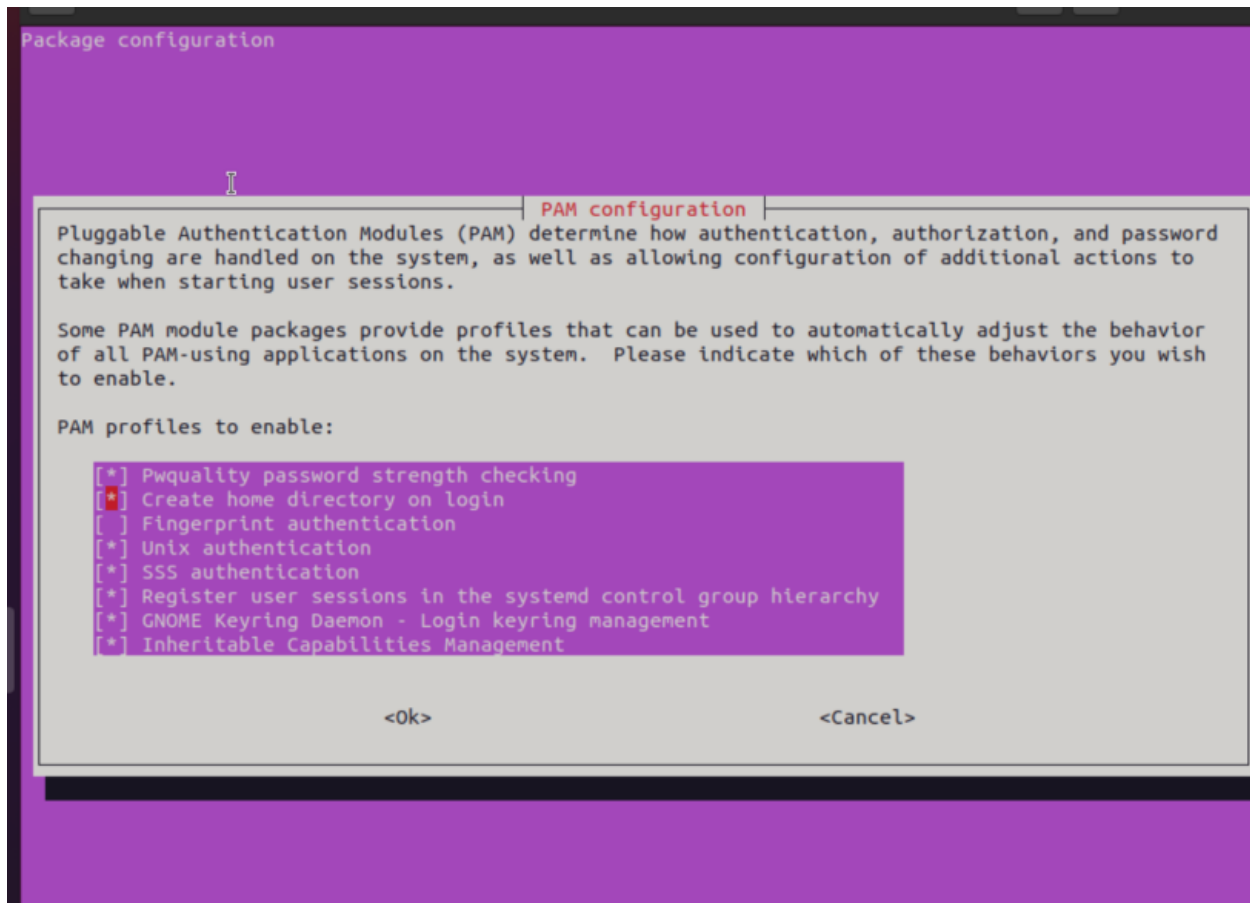 Package configuration
PAM configuration
Pluggable Authentication Modules (PAM) determine how authentication, authorization, and password
changing are handled on the system, as well as allowing configuration of additional actions to
take when starting user sessions.
Some PAM module packages provide profiles that can be used to automatically adjust the behavior
of all PAM-using applications on the system.  Please indicate which of these behaviors you wish
to enable.
PAM profiles to enable:
[*] Pwquality password strength checking
[*] Create home directory on login
[ ] Fingerprint authentication
[*] Unix authentication
[*] SSS authentication
[*] Register user sessions in the systemd control group hierarchy
[*] GNOME Keyring Daemon - Login keyring management
[*] Inheritable Capabilities Management
<Ok> <Cancel>